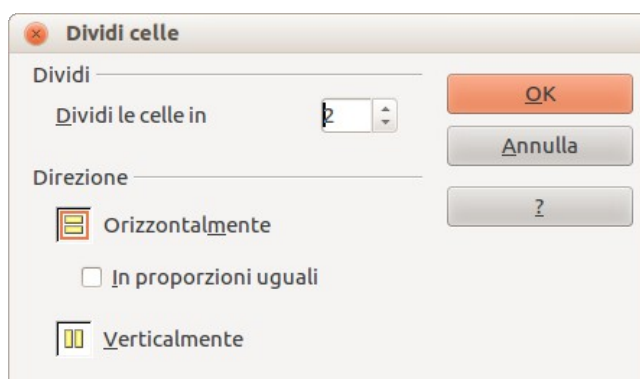 Dividi celle
Dividi
Dividi le celle in 2
OK
Annulla
?
Direzione
Orizzontalmente
In proporzioni uguali
Verticalmente